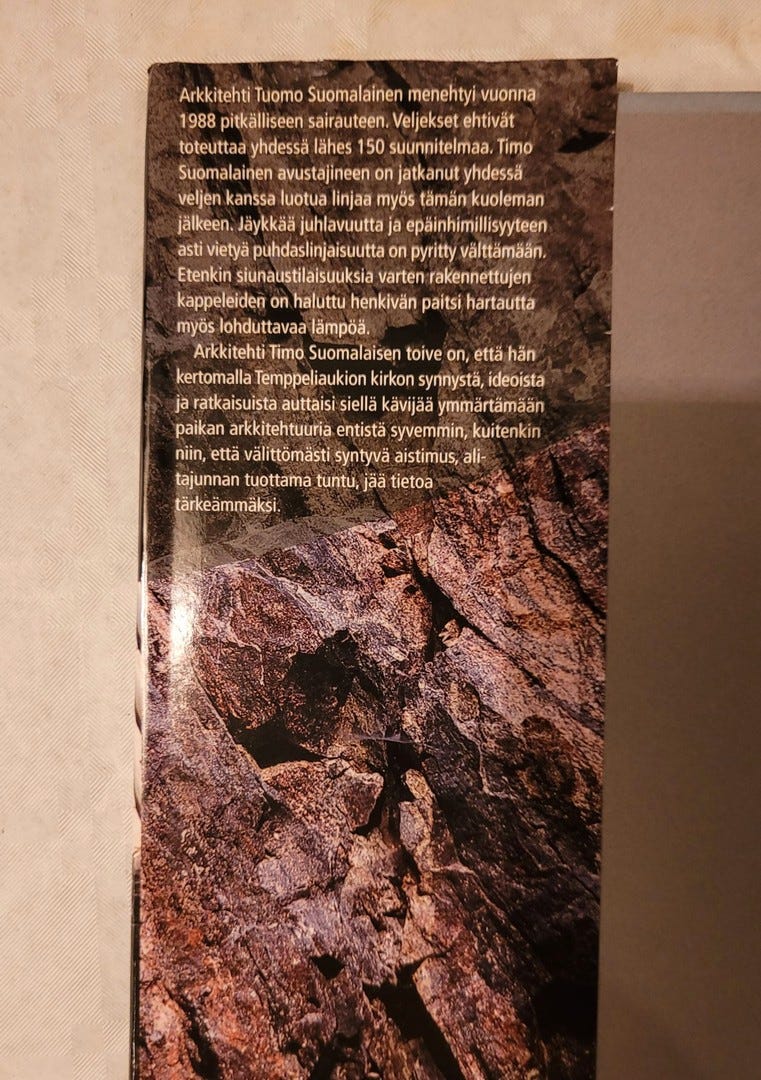 Arkkitehti Tuomo Suomalainen menehtyi vuonna
1988 pitkälliseen sairauteen. Veljekset ehtivät
toteuttaa yhdessä lähes 150 suunnitelmaa. Timo
Suomalainen avustajineen on jatkanut yhdessä
veljen kanssa luotua linjaa myös tämän kuoleman
jälkeen. Jäykkää juhlavuutta ja epäinhimillisyyteen
asti vietyä puhdaslinjaisuutta on pyritty välttämään.
Etenkin siunaustilaisuuksia varten rakennettujen
kappeleiden on haluttu henkivän paitsi hartautta
myös lohduttavaa lämpöä.
Arkkitehti Timo Suomalaisen toive on, että hän
kertomalla Temppeliaukion kirkon synnystä, ideoista
ja ratkaisuista auttaisi siellä kävijää ymmärtämään
paikan arkkitehtuuria entistä syvemmin, kuitenkin
niin, että välittömästi syntyvä aistimus, ali-
tajunnan tuottama tuntu, jää tietoa
tärkeämmäksi.